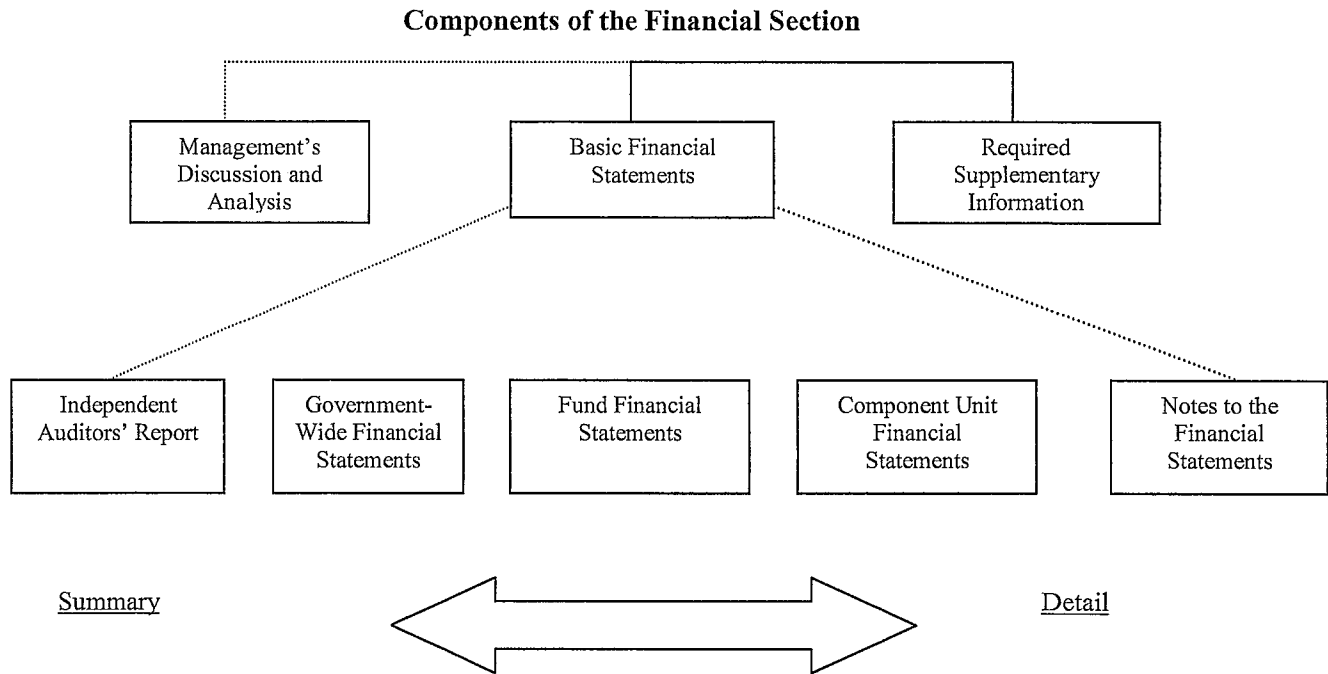 Components of the Financial Section
Management's
Discussion and
Analysis
Basic Financial
Statements
Required
Supplementary
Information
Independent
Auditors' Report
Government-
Wide Financial
Statements
Fund Financial
Statements
Component Unit
Financial
Statements
Notes to the
Financial
Statements
Summary
Detail